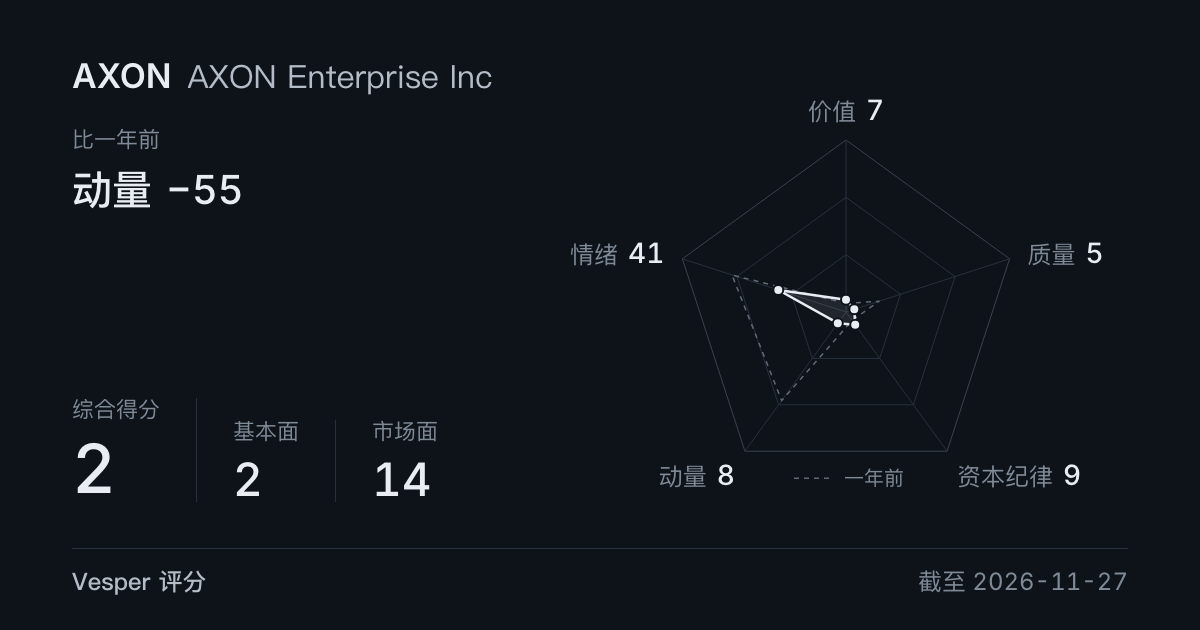 AXON AXON Enterprise Inc
比一年前
动量 −55
价值 7
情绪 41
质量 5
动量 8
---- 一年前
资本纪律 9
综合得分
2
基本面
2
市场面
14
Vesper 评分
截至 2026-11-27